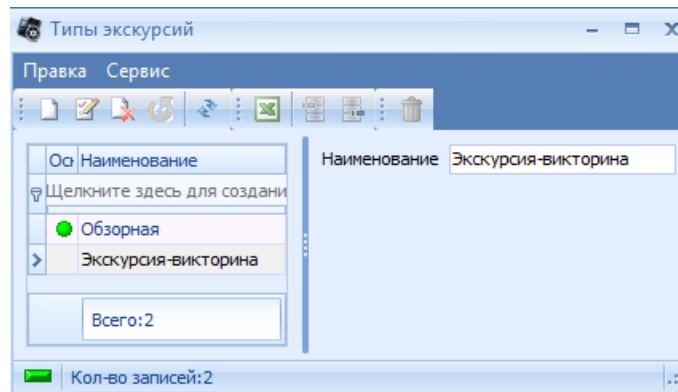 Типы экскурсий
Правка Сервис
Осн Наименование
Щелкните здесь для создани
Обзорная
Экскурсия-викторина
Всего:2
Наименование Экскурсия-викторина
Кол-во записей:2